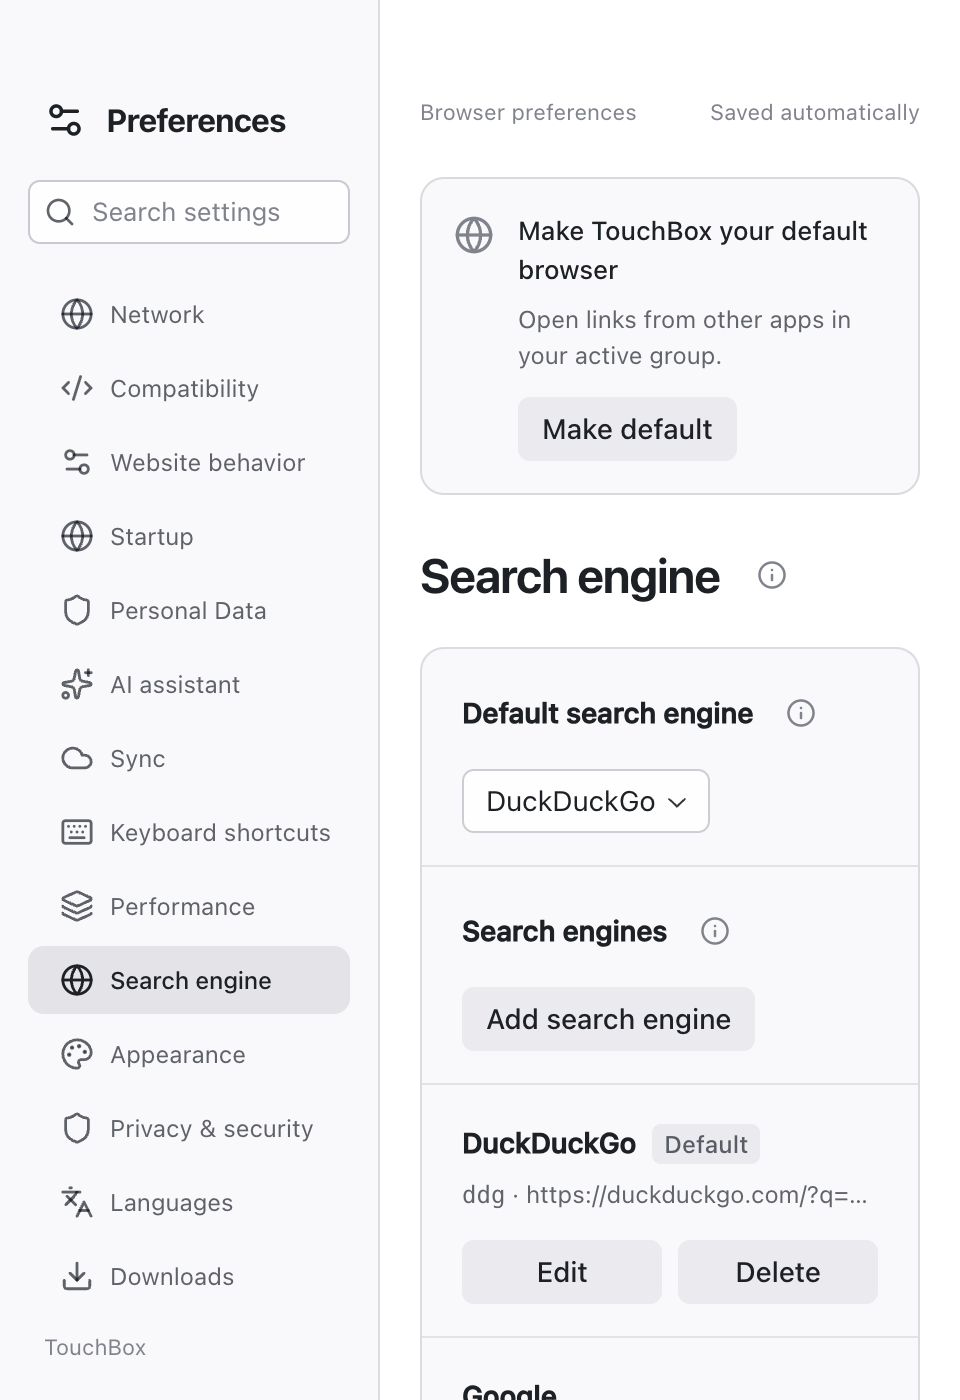 Preferences
Search settings
Network
Compatibility
Website behavior
Startup
Personal Data
AI assistant
Sync
Keyboard shortcuts
Performance
Search engine
Appearance
Privacy & security
Languages
Downloads
TouchBox
Browser preferences
Saved automatically
Make TouchBox your default
browser
Open links from other apps in
your active group.
Make default
Search engine
Default search engine
DuckDuckGo
Search engines
Add search engine
DuckDuckGo Default
ddg · https://duckduckgo.com/?q=...
Edit
Delete
Google